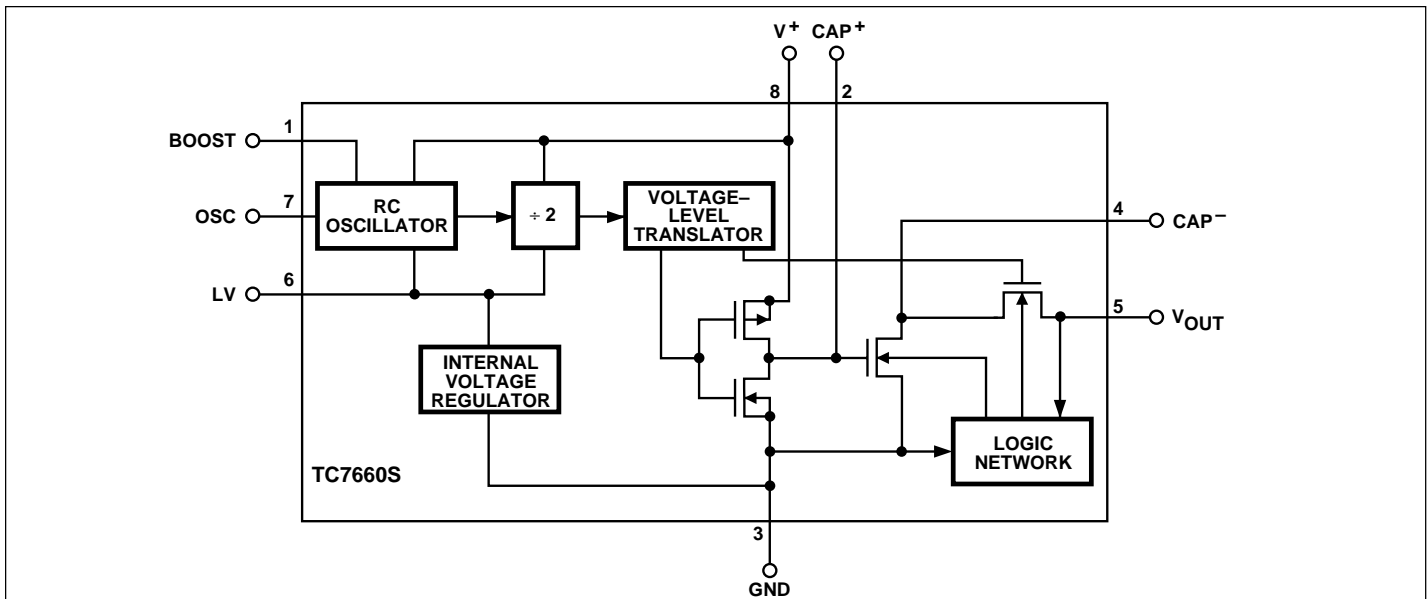 V+ CAP+
8 2
BOOST 1
OSC 7
LV 6
RC
OSCILLATOR
÷ 2
VOLTAGE–
LEVEL
TRANSLATOR
4 CAP–
5 VOUT
INTERNAL
VOLTAGE
REGULATOR
LOGIC
NETWORK
TC7660S
3
GND